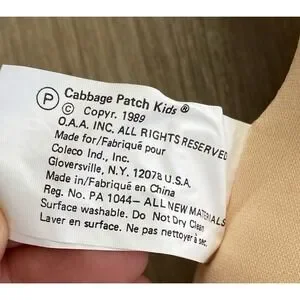 Ⓟ Cabbage Patch Kids®
© Copyr. 1989
O.A.A. INC. ALL RIGHTS RESERVED
Made for/Fabriqué pour
Coleco Ind., Inc.
Gloversville, N.Y. 12078 U.S.A.
Made in/Fabriqué en China
Reg. No. PA 1044— ALL NEW MATERIALS
Surface washable. Do Not Dry Clean
Laver en surface. Ne pas nettoyer à sec.